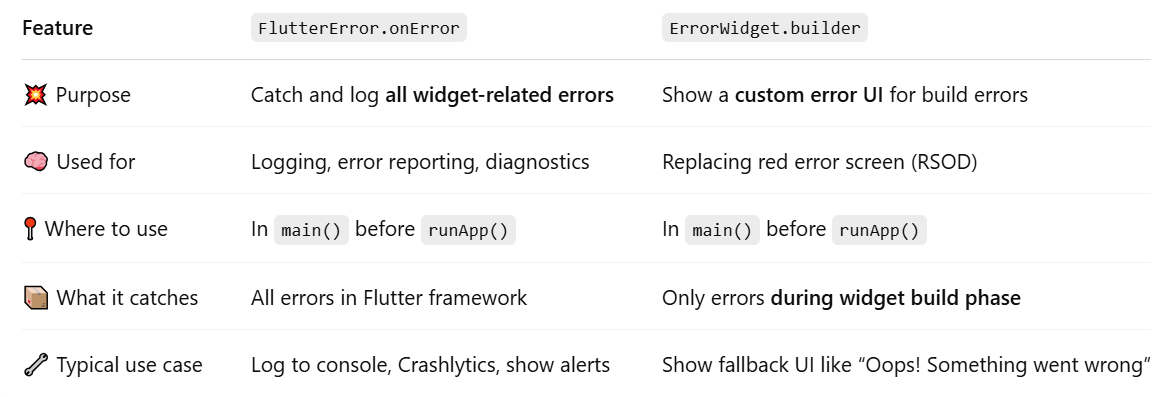 Feature FlutterError.onError ErrorWidget.builder
💥 Purpose Catch and log all widget-related errors Show a custom error UI for build errors
🧠 Used for Logging, error reporting, diagnostics Replacing red error screen (RSOD)
📍 Where to use In main() before runApp() In main() before runApp()
📦 What it catches All errors in Flutter framework Only errors during widget build phase
🔧 Typical use case Log to console, Crashlytics, show alerts Show fallback UI like “Oops! Something went wrong”